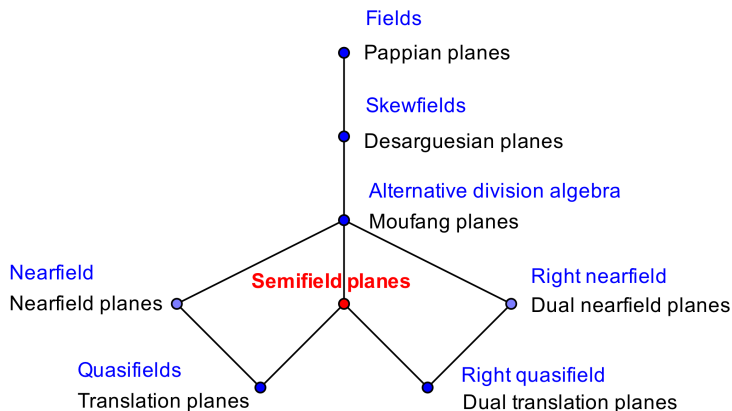 Fields
Pappian planes
Skewfields
Desarguesian planes
Alternative division algebra
Moufang planes
Nearfield
Nearfield planes
Semifield planes
Right nearfield
Dual nearfield planes
Quasifields
Translation planes
Right quasifield
Dual translation planes